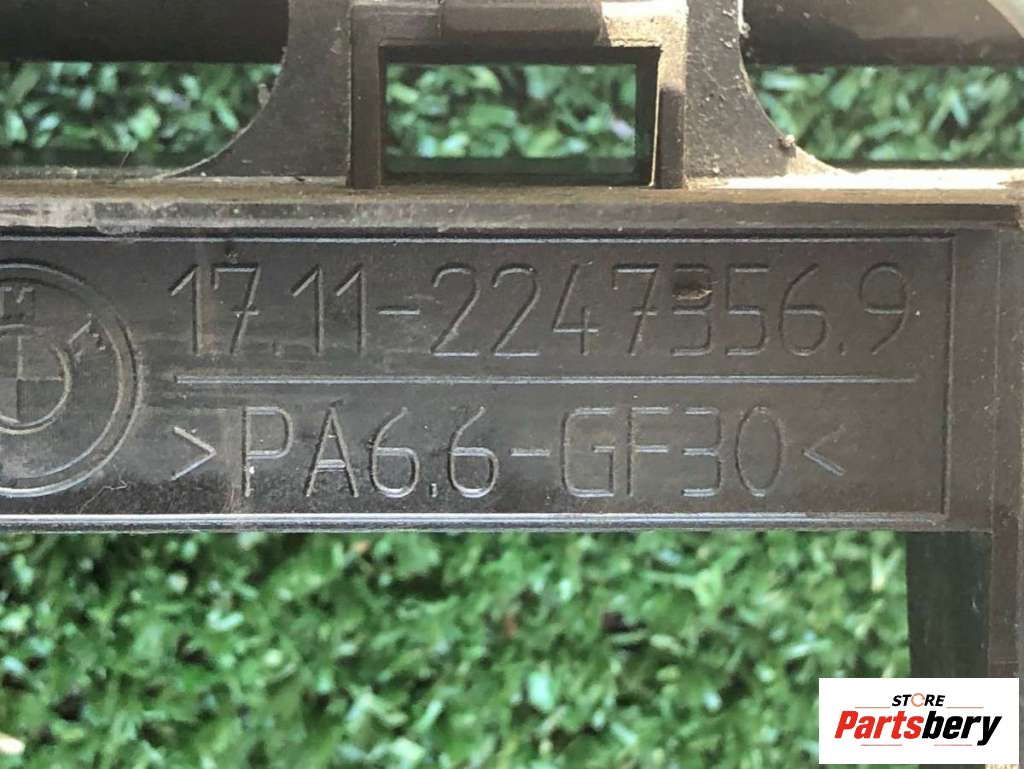 17.11-2247356.9
>PA6.6-GF30<
STORE
Partsbery